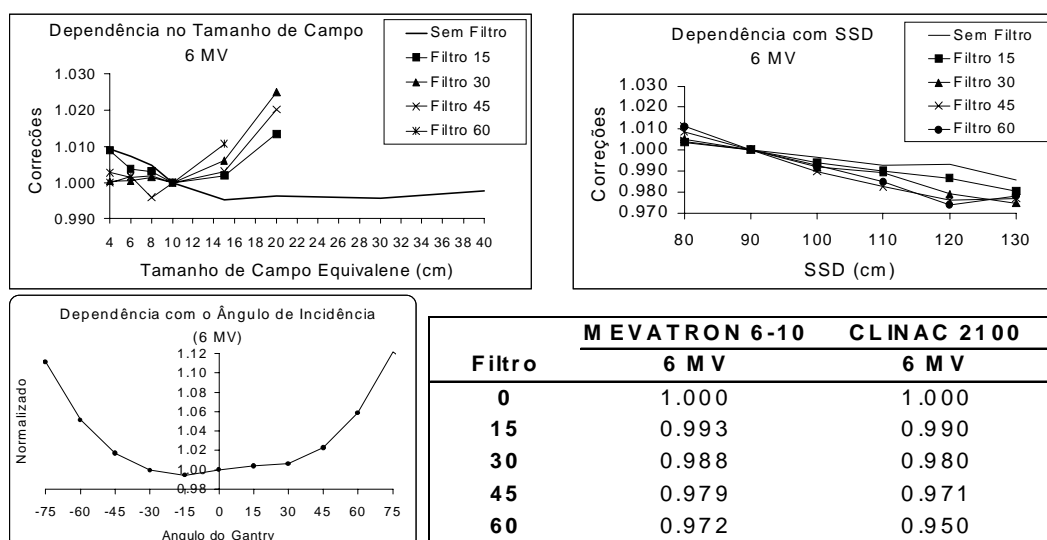 Dependência no Tamanho de Campo
6 MV
Sem Filtro
Filtro 15
Filtro 30
Filtro 45
Filtro 60
1.030
1.020
1.010
1.000
0.990
Correcões
4 6 8 10 12 14 16 18 20 22 24 26 28 30 32 34 36 38 40
Tamanho de Campo Equivalene (cm)
Dependência com SSD
6 MV
Sem Filtro
Filtro 15
Filtro 30
Filtro 45
Filtro 60
1.030
1.020
1.010
1.000
0.990
0.980
0.970
Correções
80 90 100 110 120 130
SSD (cm)
Dependência com o Ângulo de Incidência
(6 MV)
1.12
1.10
1.08
1.06
1.04
1.02
1.00
0.98
Normalizado
-75 -60 -45 -30 -15 0 15 30 45 60 75
Angulo do Gantry
MEVATRON 6-10 CLINAC 2100
Filtro 6 MV 6 MV
0 1.000 1.000
15 0.993 0.990
30 0.988 0.980
45 0.979 0.971
60 0.972 0.950